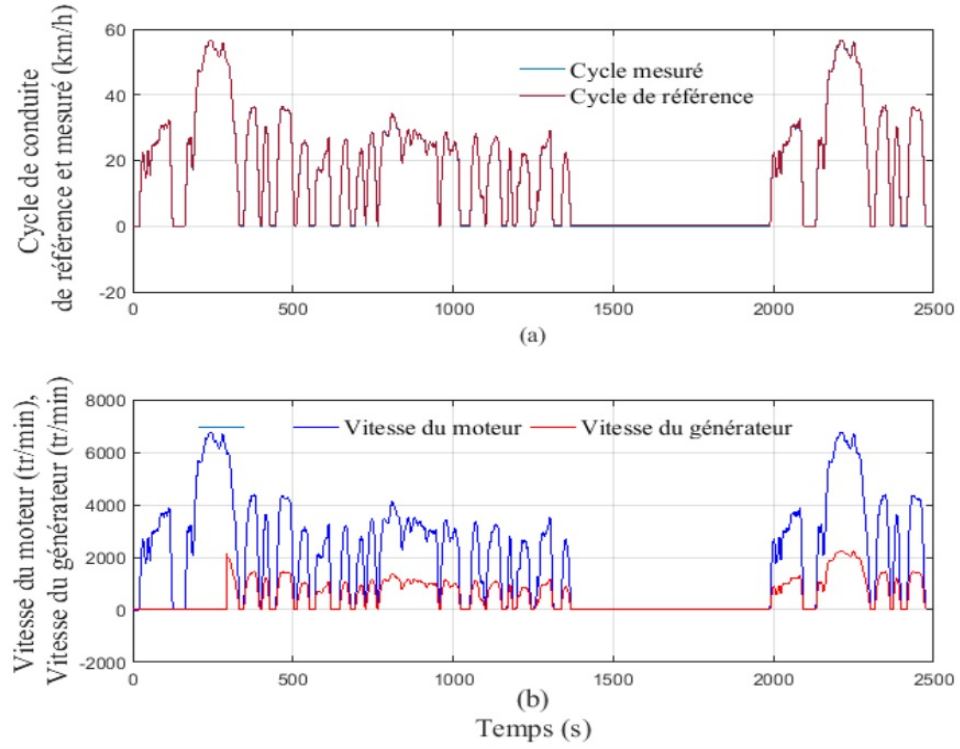 Cycle de conduite
de référence et mesuré (km/h)
60
40
20
0
-20
Cycle mesuré
Cycle de référence
0 500 1000 1500 2000 2500
(a)
Vitesse du moteur (tr/min),
Vitesse du générateur (tr/min)
8000
6000
4000
2000
0
-2000
Vitesse du moteur Vitesse du générateur
0 500 1000 1500 2000 2500
(b)
Temps (s)